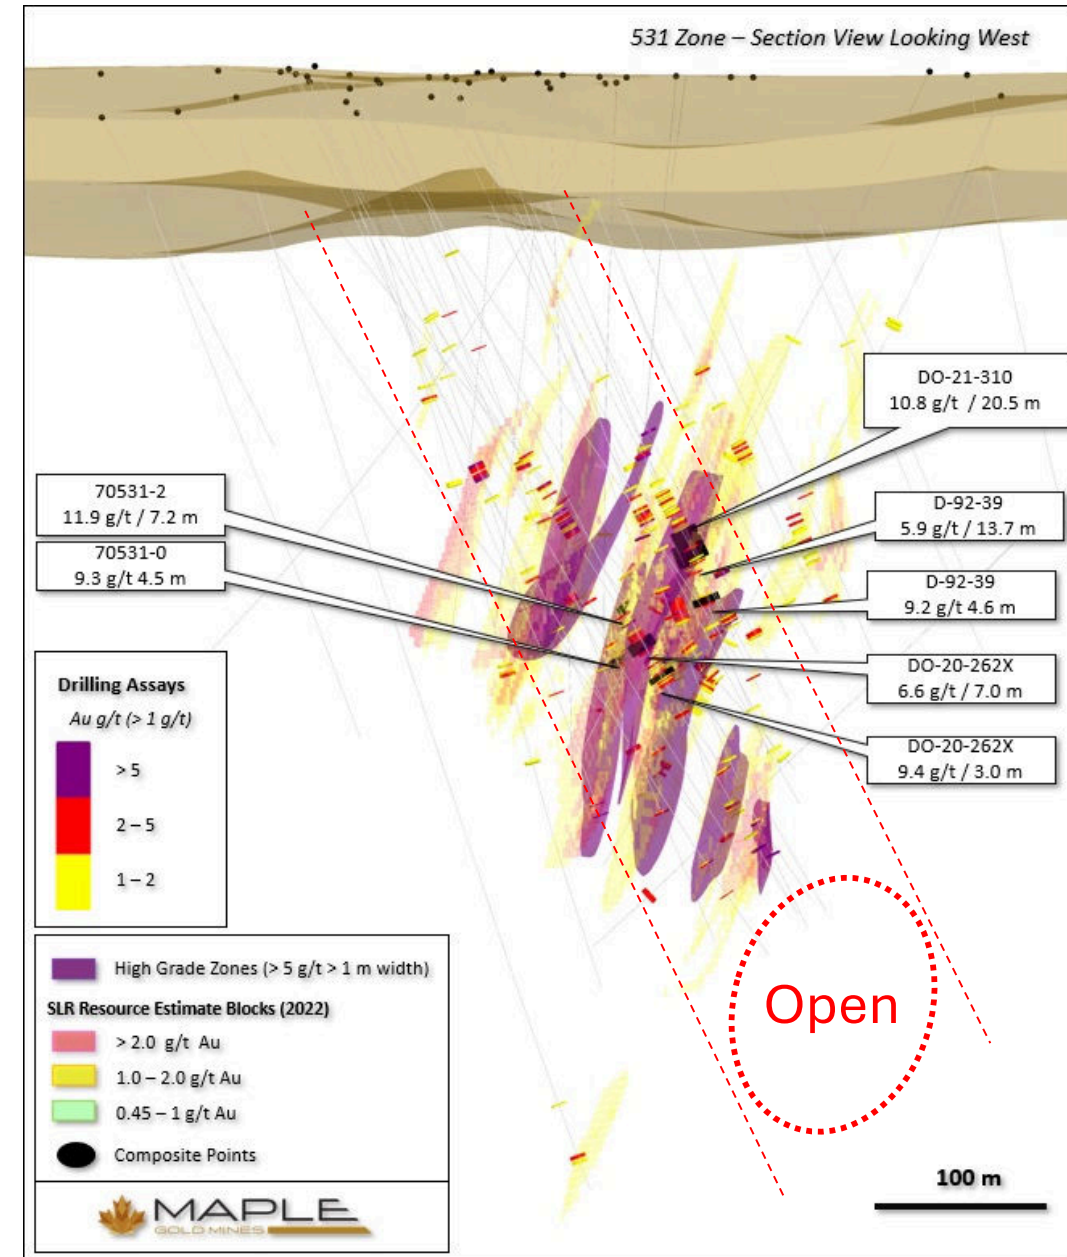 531 Zone – Section View Looking West
DO-21-310
10.8 g/t / 20.5 m
70531-2
11.9 g/t / 7.2 m
D-92-39
5.9 g/t / 13.7 m
70531-0
9.3 g/t 4.5 m
D-92-39
9.2 g/t 4.6 m
DO-20-262X
6.6 g/t / 7.0 m
DO-20-262X
9.4 g/t / 3.0 m
Drilling Assays
Au g/t (> 1 g/t)
> 5
2 – 5
1 – 2
High Grade Zones (> 5 g/t > 1 m width)
SLR Resource Estimate Blocks (2022)
> 2.0 g/t Au
1.0 – 2.0 g/t Au
0.45 – 1 g/t Au
Composite Points
Open
100 m
MAPLE
GOLD MINES